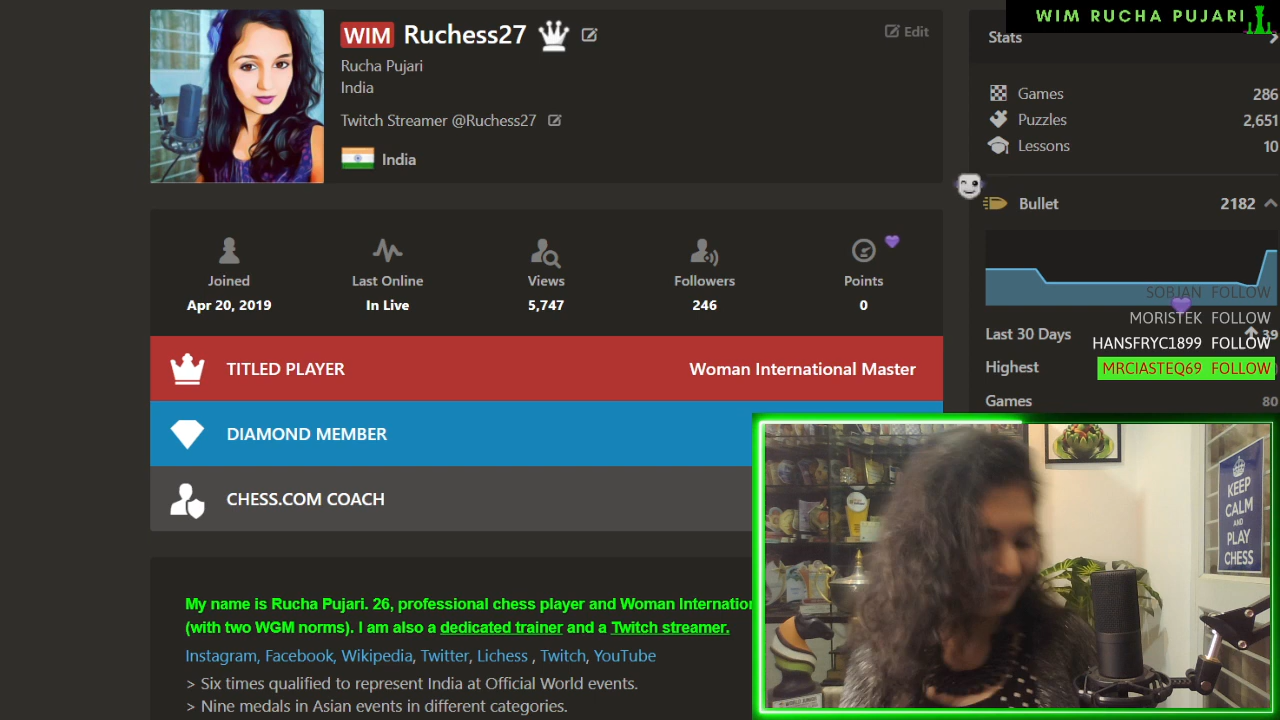 WIM RUCHA PUJARI
WIM Ruchess27
Edit
Rucha Pujari
India
Twitch Streamer @Ruchess27
India
Joined
Apr 20, 2019
Last Online
In Live
Views
5,747
Followers
246
Points
0
TITLED PLAYER Woman International Master
DIAMOND MEMBER
CHESS.COM COACH
My name is Rucha Pujari. 26, professional chess player and Woman Internation
(with two WGM norms). I am also a dedicated trainer and a Twitch streamer.
Instagram, Facebook, Wikipedia, Twitter, Lichess , Twitch, YouTube
> Six times qualified to represent India at Official World events.
> Nine medals in Asian events in different categories.
Stats
Games 286
Puzzles 2,651
Lessons 10
Bullet 2182
SOBJAN FOLLOW
MORISTEK FOLLOW
Last 30 Days 39
HANSFRYC1899 FOLLOW
Highest
MRCIASTEQ69 FOLLOW
Games 80
KEEP
CALM
AND
PLAY
CHESS